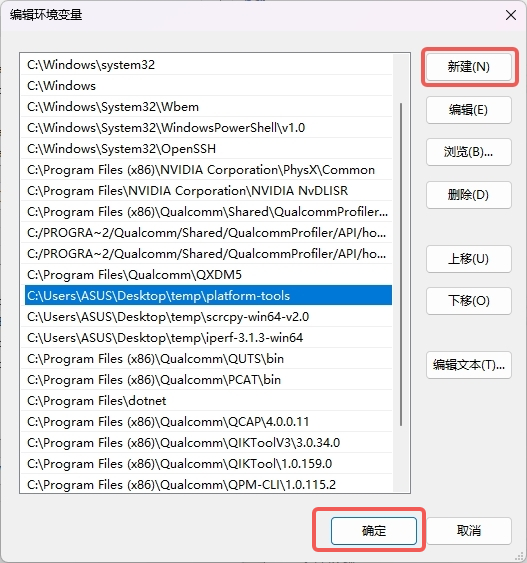 编辑环境变量
C:\Windows\system32
C:\Windows
C:\Windows\System32\Wbem
C:\Windows\System32\WindowsPowerShell\v1.0
C:\Windows\System32\OpenSSH
C:\Program Files (x86)\NVIDIA Corporation\PhysX\Common
C:\Program Files\NVIDIA Corporation\NVIDIA NvDLISR
C:\Program Files (x86)\Qualcomm\Shared\QualcommProfiler...
C:/PROGRA~2/Qualcomm/Shared/QualcommProfiler/API/ho...
C:/PROGRA~2/Qualcomm/Shared/QualcommProfiler/API/ho...
C:\Program Files\Qualcomm\QXDM5
C:\Users\ASUS\Desktop\temp\platform-tools
C:\Users\ASUS\Desktop\temp\scrcpy-win64-v2.0
C:\Users\ASUS\Desktop\temp\iperf-3.1.3-win64
C:\Program Files (x86)\Qualcomm\QUTS\bin
C:\Program Files (x86)\Qualcomm\PCAT\bin
C:\Program Files\dotnet
C:\Program Files (x86)\Qualcomm\QCAP\4.0.0.11
C:\Program Files (x86)\Qualcomm\QIKToolV3\3.0.34.0
C:\Program Files (x86)\Qualcomm\QIKTool\1.0.159.0
C:\Program Files (x86)\Qualcomm\QPM-CLI\1.0.115.2
新建(N)
编辑(E)
浏览(B)...
删除(D)
上移(U)
下移(O)
编辑文本(T)...
确定
取消